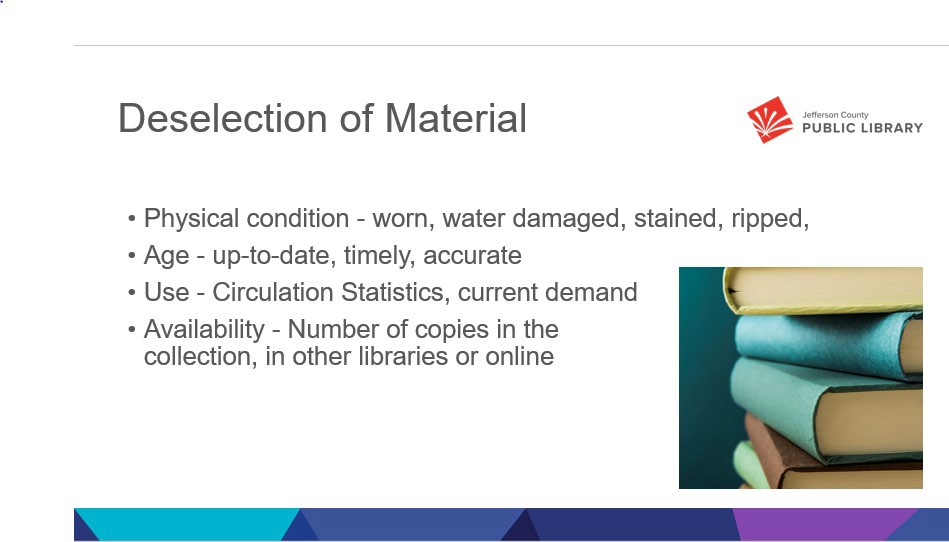 Deselection of Material
Jefferson County
PUBLIC LIBRARY
• Physical condition - worn, water damaged, stained, ripped,
• Age - up-to-date, timely, accurate
• Use - Circulation Statistics, current demand
• Availability - Number of copies in the
collection, in other libraries or online